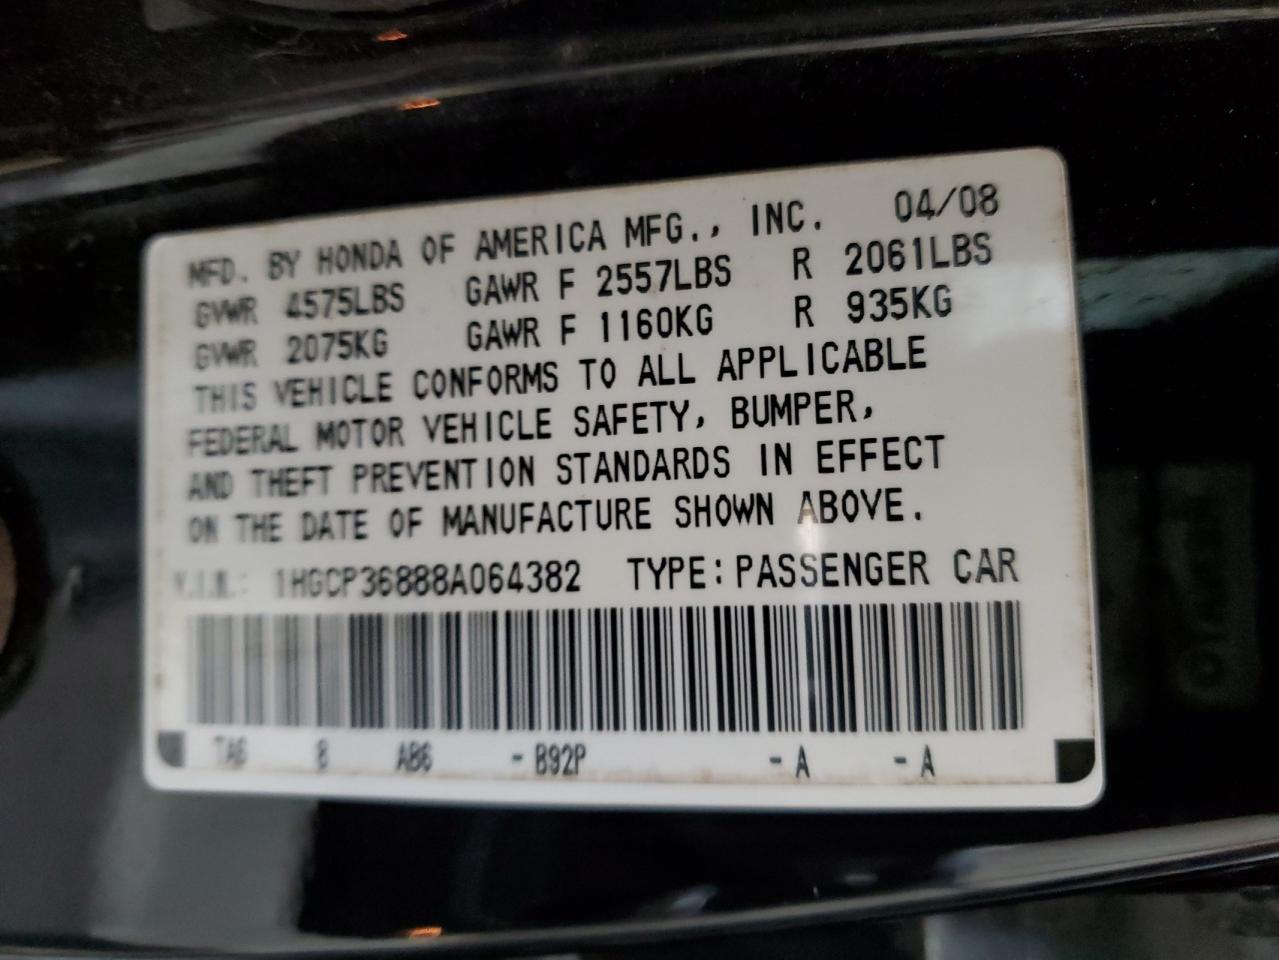 MFD. BY HONDA OF AMERICA MFG., INC. 04/08
GVWR 4575LBS GAWR F 2557LBS R 2061LBS
GVWR 2075KG GAWR F 1160KG R 935KG
THIS VEHICLE CONFORMS TO ALL APPLICABLE
FEDERAL MOTOR VEHICLE SAFETY, BUMPER,
AND THEFT PREVENTION STANDARDS IN EFFECT
ON THE DATE OF MANUFACTURE SHOWN ABOVE.
V.I.N.: 1HGCP36888A064382 TYPE: PASSENGER CAR
TA6 8 AB6 - B92P - A - A